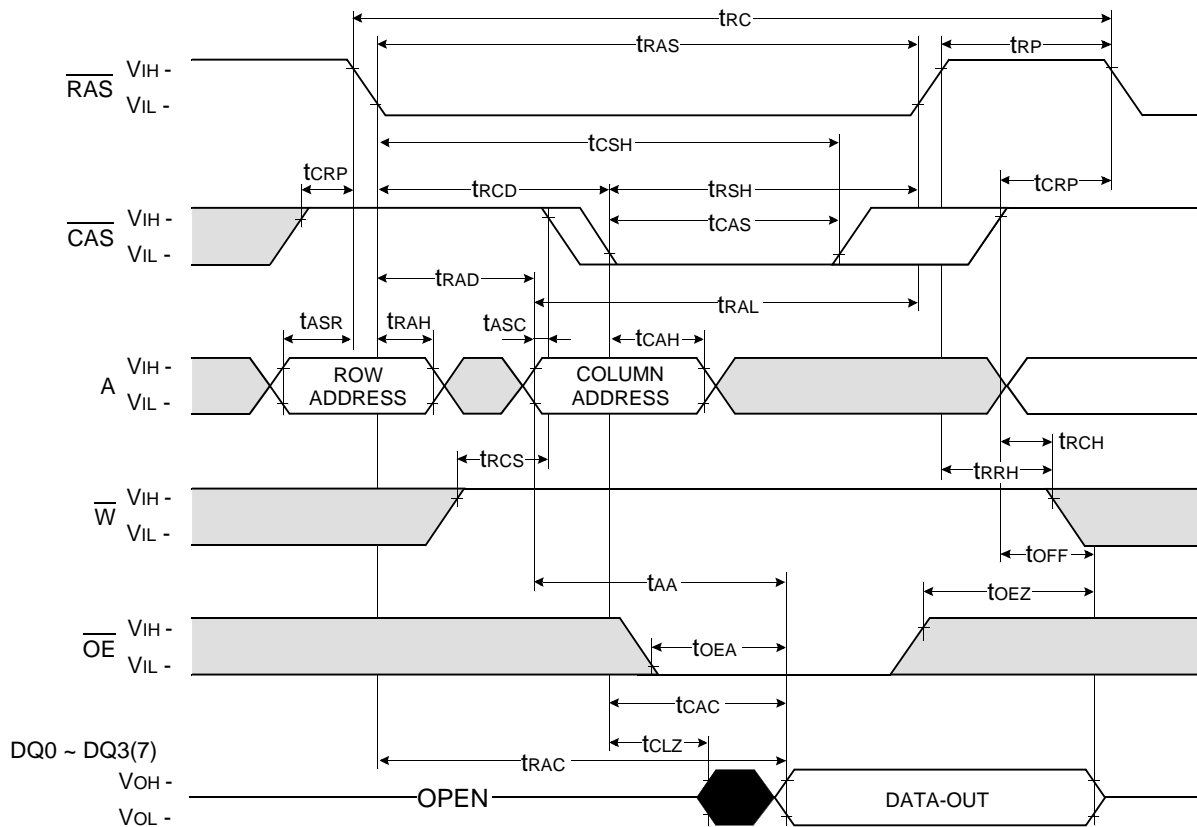 tRC
tRAS
tRP
RAS
VIH -
VIL -
tCSH
tCRP
tRCD
tRSH
tCRP
CAS
VIH -
VIL -
tCAS
tRAD
tRAL
tASR
tRAH
tASC
tCAH
A
VIH -
VIL -
ROW
ADDRESS
COLUMN
ADDRESS
tRCH
tRCS
tRRH
W
VIH -
VIL -
tOFF
tAA
tOEZ
OE
VIH -
VIL -
tOEA
tCAC
DQ0 ~ DQ3(7)
tCLZ
tRAC
VOH -
VOL -
OPEN
DATA-OUT